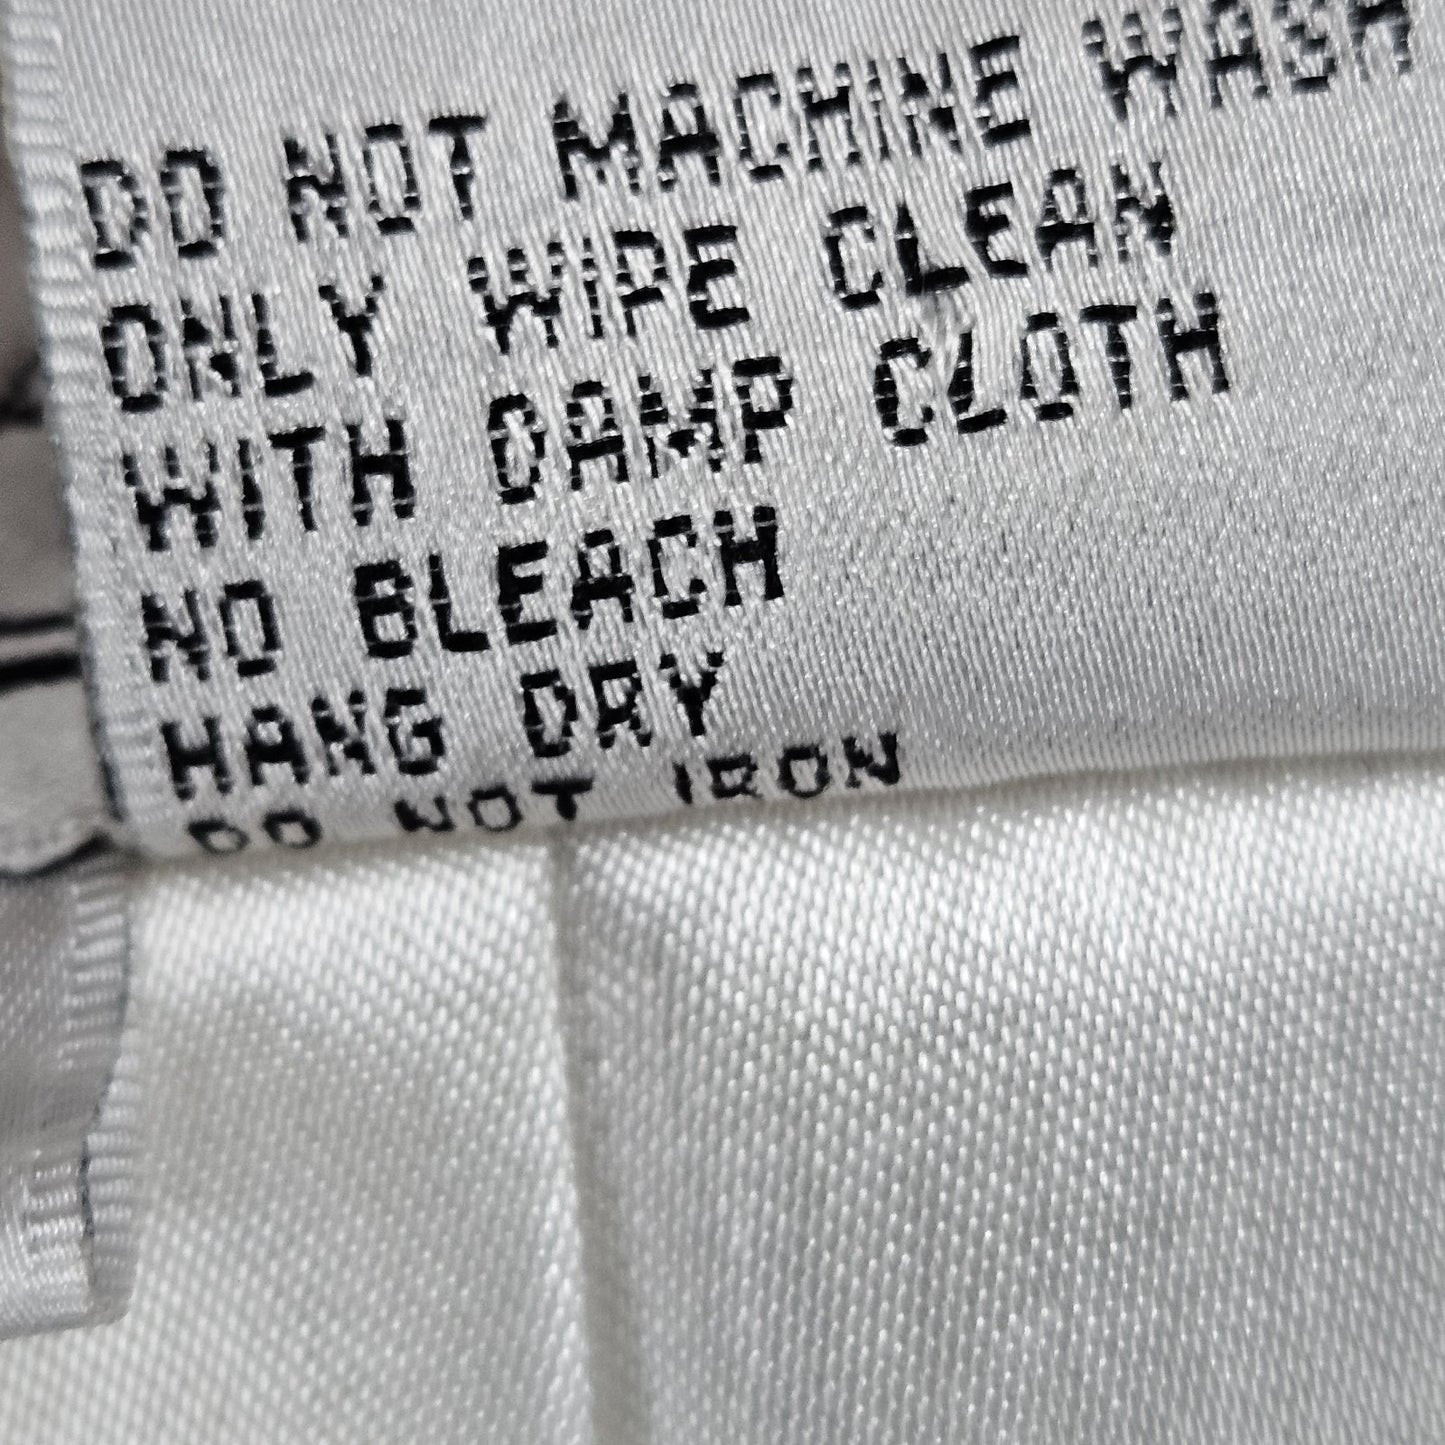 DO NOT MACHINE WASH
ONLY WIPE CLEAN
WITH DAMP CLOTH
NO BLEACH
HANG DRY
DO NOT IRON